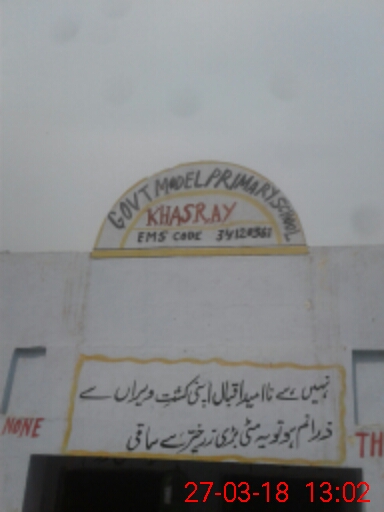 GOVT MODEL PRIMARY SCHOOL
KHASRAY
EMS CODE 34120361
نہیں ہے نا امید اقبال اپنی کشتِ ویراں سے
ذرا نم ہو تو یہ مٹی بڑی زرخیز ہے ساقی
NONE
TH
27-03-18 13:02